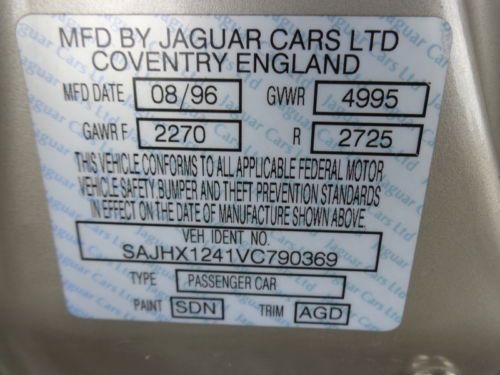 MFD BY JAGUAR CARS LTD
COVENTRY ENGLAND
MFD DATE 08/96 GVWR 4995
GAWR F 2270 R 2725
THIS VEHICLE CONFORMS TO ALL APPLICABLE FEDERAL MOTOR
VEHICLE SAFETY, BUMPER AND THEFT PREVENTION STANDARDS
IN EFFECT ON THE DATE OF MANUFACTURE SHOWN ABOVE.
VEH. IDENT NO.
SAJHX1241VC790369
TYPE PASSENGER CAR
PAINT SDN TRIM AGD